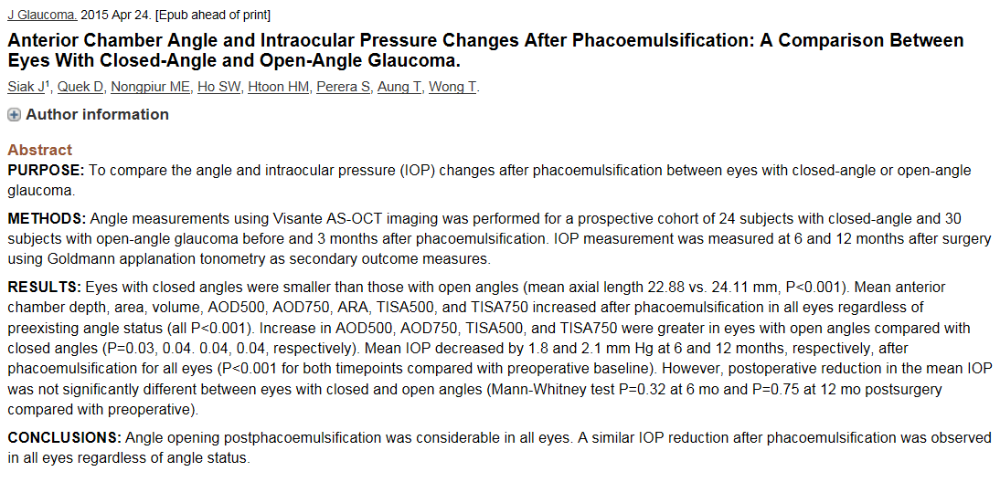 J Glaucoma. 2015 Apr 24. [Epub ahead of print]
Anterior Chamber Angle and Intraocular Pressure Changes After Phacoemulsification: A Comparison Between
Eyes With Closed-Angle and Open-Angle Glaucoma.
Siak J1, Quek D, Nongpiur ME, Ho SW, Htoon HM, Perera S, Aung T, Wong T.
Author information
Abstract
PURPOSE: To compare the angle and intraocular pressure (IOP) changes after phacoemulsification between eyes with closed-angle or open-angle
glaucoma.
METHODS: Angle measurements using Visante AS-OCT imaging was performed for a prospective cohort of 24 subjects with closed-angle and 30
subjects with open-angle glaucoma before and 3 months after phacoemulsification. IOP measurement was measured at 6 and 12 months after surgery
using Goldmann applanation tonometry as secondary outcome measures.
RESULTS: Eyes with closed angles were smaller than those with open angles (mean axial length 22.88 vs. 24.11 mm, P<0.001). Mean anterior
chamber depth, area, volume, AOD500, AOD750, ARA, TISA500, and TISA750 increased after phacoemulsification in all eyes regardless of
preexisting angle status (all P<0.001). Increase in AOD500, AOD750, TISA500, and TISA750 were greater in eyes with open angles compared with
closed angles (P=0.03, 0.04. 0.04, 0.04, respectively). Mean IOP decreased by 1.8 and 2.1 mm Hg at 6 and 12 months, respectively, after
phacoemulsification for all eyes (P<0.001 for both timepoints compared with preoperative baseline). However, postoperative reduction in the mean IOP
was not significantly different between eyes with closed and open angles (Mann-Whitney test P=0.32 at 6 mo and P=0.75 at 12 mo postsurgery
compared with preoperative).
CONCLUSIONS: Angle opening postphacoemulsification was considerable in all eyes. A similar IOP reduction after phacoemulsification was observed
in all eyes regardless of angle status.